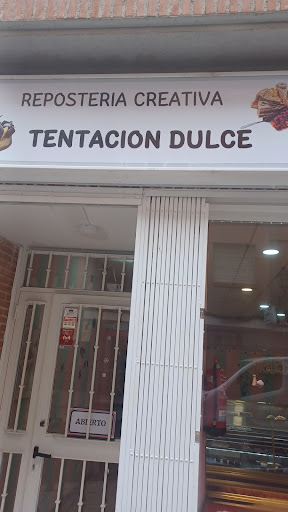 REPOSTERIA CREATIVA
TENTACION DULCE
ABIERTO